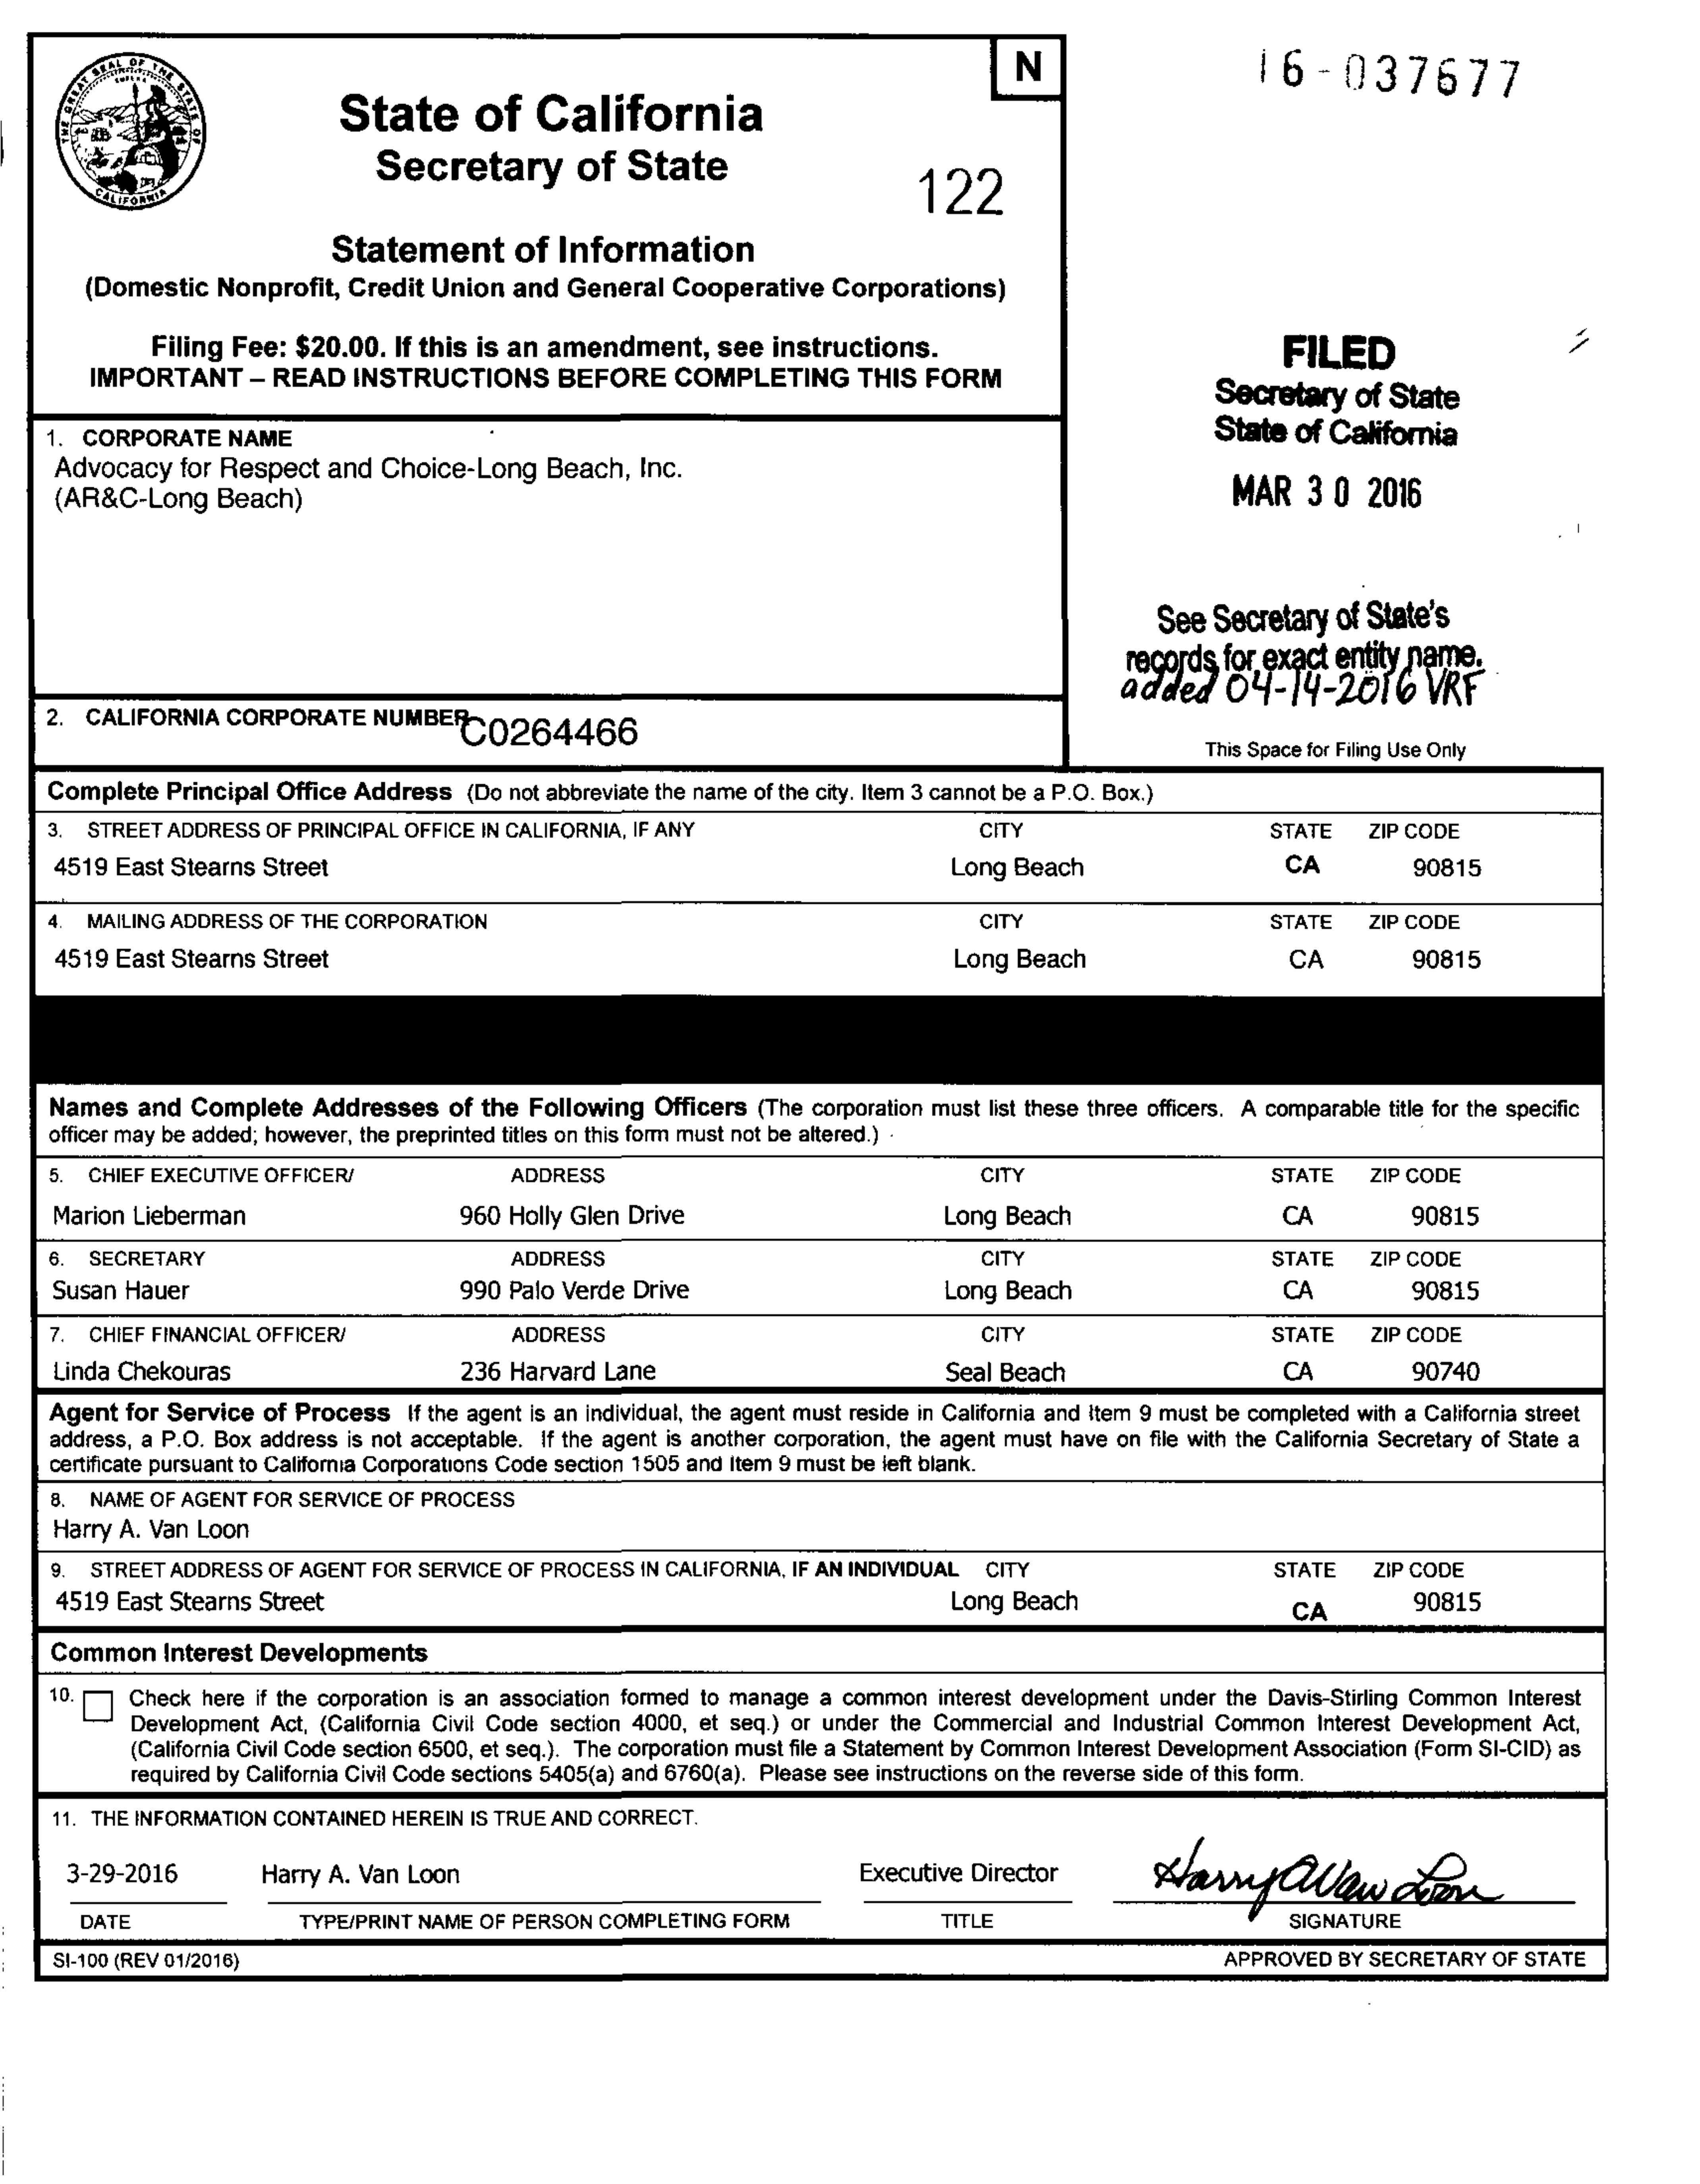 N
16-037677
THE GREAT SEAL OF THE STATE OF CALIFORNIA
EUREKA
State of California
Secretary of State
122
Statement of Information
(Domestic Nonprofit, Credit Union and General Cooperative Corporations)
Filing Fee: $20.00. If this is an amendment, see instructions.
IMPORTANT – READ INSTRUCTIONS BEFORE COMPLETING THIS FORM
FILED
Secretary of State
State of California
MAR 30 2016
1. CORPORATE NAME
Advocacy for Respect and Choice-Long Beach, Inc.
(AR&C-Long Beach)
See Secretary of State's
records for exact entity name.
added 04-14-2016 VRF
2. CALIFORNIA CORPORATE NUMBER C0264466
This Space for Filing Use Only
Complete Principal Office Address (Do not abbreviate the name of the city. Item 3 cannot be a P.O. Box.)
3. STREET ADDRESS OF PRINCIPAL OFFICE IN CALIFORNIA, IF ANY CITY STATE ZIP CODE
4519 East Stearns Street Long Beach CA 90815
4. MAILING ADDRESS OF THE CORPORATION CITY STATE ZIP CODE
4519 East Stearns Street Long Beach CA 90815
Names and Complete Addresses of the Following Officers (The corporation must list these three officers. A comparable title for the specific
officer may be added; however, the preprinted titles on this form must not be altered.)
5. CHIEF EXECUTIVE OFFICER/ ADDRESS CITY STATE ZIP CODE
Marion Lieberman 960 Holly Glen Drive Long Beach CA 90815
6. SECRETARY ADDRESS CITY STATE ZIP CODE
Susan Hauer 990 Palo Verde Drive Long Beach CA 90815
7. CHIEF FINANCIAL OFFICER/ ADDRESS CITY STATE ZIP CODE
Linda Chekouras 236 Harvard Lane Seal Beach CA 90740
Agent for Service of Process If the agent is an individual, the agent must reside in California and Item 9 must be completed with a California street
address, a P.O. Box address is not acceptable. If the agent is another corporation, the agent must have on file with the California Secretary of State a
certificate pursuant to California Corporations Code section 1505 and Item 9 must be left blank.
8. NAME OF AGENT FOR SERVICE OF PROCESS
Harry A. Van Loon
9. STREET ADDRESS OF AGENT FOR SERVICE OF PROCESS IN CALIFORNIA, IF AN INDIVIDUAL CITY STATE ZIP CODE
4519 East Stearns Street Long Beach CA 90815
Common Interest Developments
10. Check here if the corporation is an association formed to manage a common interest development under the Davis-Stirling Common Interest
Development Act, (California Civil Code section 4000, et seq.) or under the Commercial and Industrial Common Interest Development Act,
(California Civil Code section 6500, et seq.). The corporation must file a Statement by Common Interest Development Association (Form SI-CID) as
required by California Civil Code sections 5405(a) and 6760(a). Please see instructions on the reverse side of this form.
11. THE INFORMATION CONTAINED HEREIN IS TRUE AND CORRECT.
3-29-2016 Harry A. Van Loon Executive Director Harry A Van Loon
DATE TYPE/PRINT NAME OF PERSON COMPLETING FORM TITLE SIGNATURE
SI-100 (REV 01/2016) APPROVED BY SECRETARY OF STATE